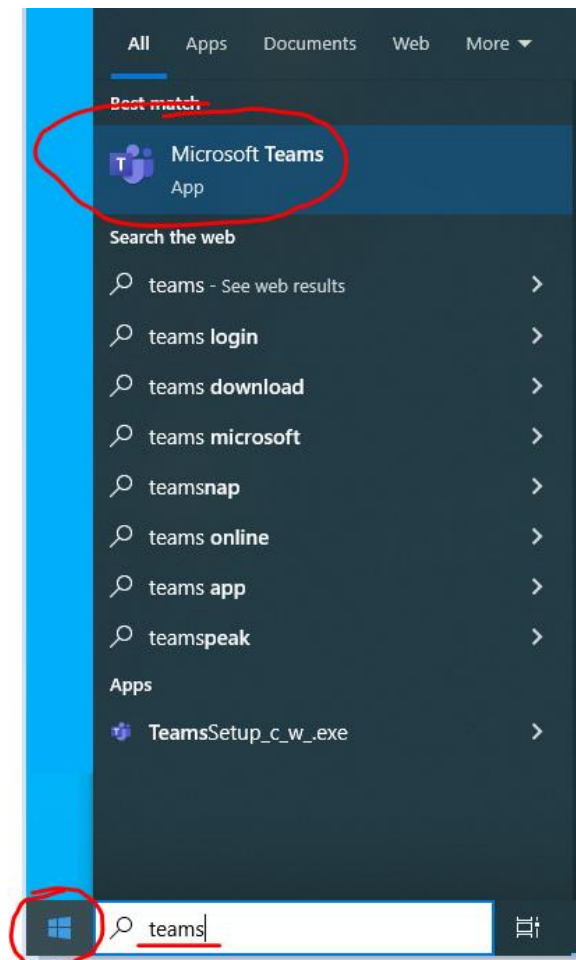 All Apps Documents Web More
Best match
Microsoft Teams
App
Search the web
teams - See web results
teams login
teams download
teams microsoft
teamsnap
teams online
teams app
teamspeak
Apps
TeamsSetup_c_w_.exe
teams